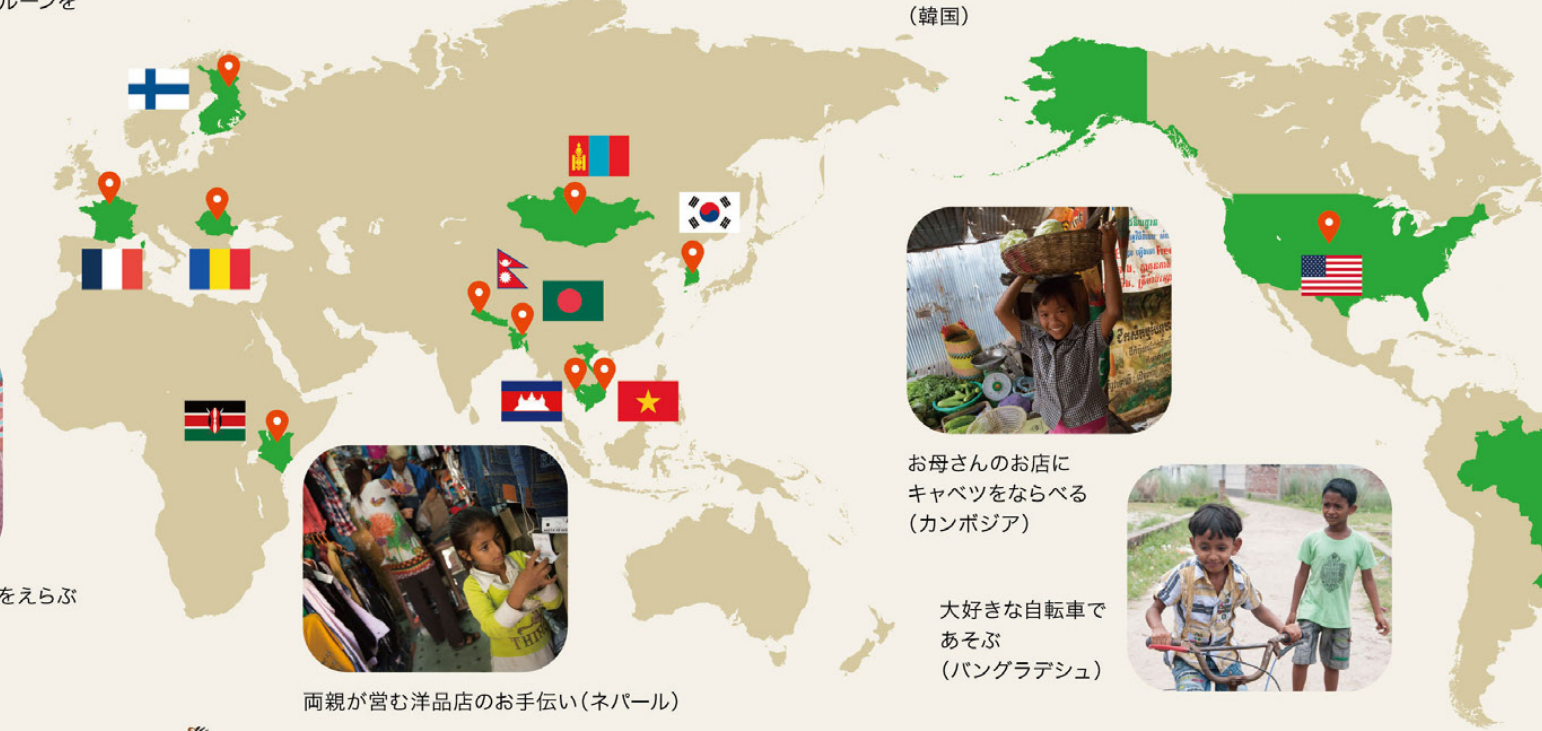 ルーンを
（韓国）
をえらぶ
お母さんのお店に
キャベツをならべる
（カンボジア）
大好きな自転車で
あそぶ
（バングラデシュ）
両親が営む洋品店のお手伝い（ネパール）